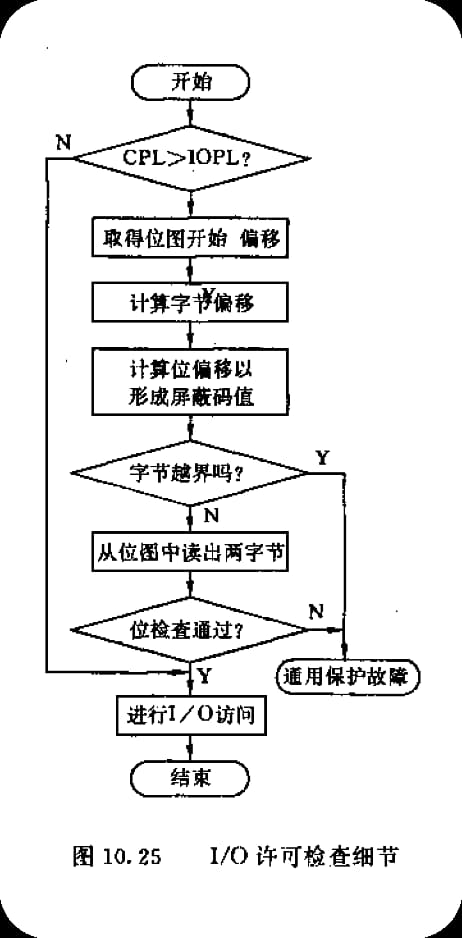 开始
N
CPL>IOPL?
取得位图开始 偏移
Y
计算字节偏移
计算位偏移以
形成屏蔽码值
字节越界吗?
Y
N
从位图中读出两字节
位检查通过?
N
Y
通用保护故障
进行I/O访问
结束
图 10.25 I/O 许可检查细节